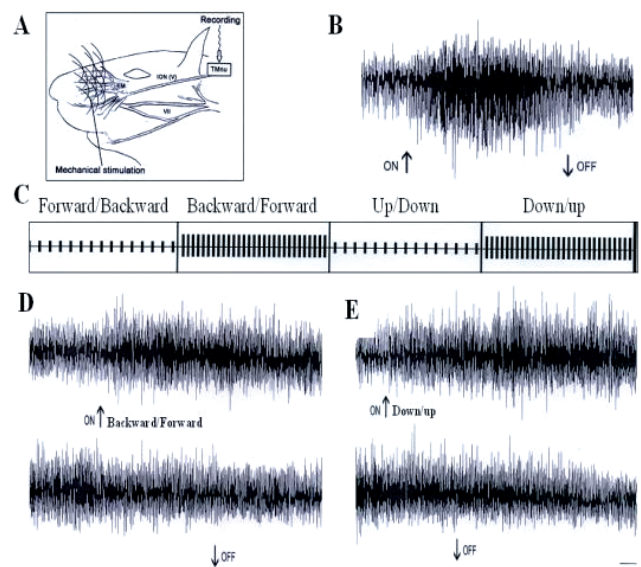 A
Recording
TMnu
ION (V)
VII
Mechanical stimulation
B
ON
OFF
C
Forward/Backward
Backward/Forward
Up/Down
Down/up
D
ON
Backward/Forward
OFF
E
ON
Down/up
OFF